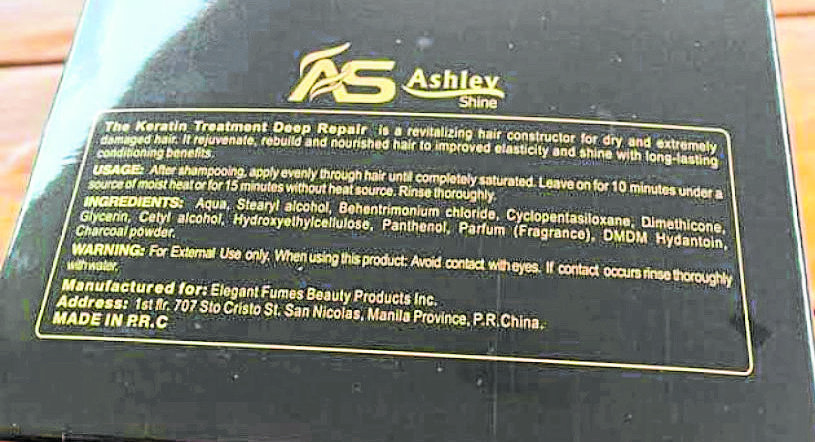 AS Ashley
Shine
The Keratin Treatment Deep Repair is a revitalizing hair constructor for dry and extremely
damaged hair. It rejuvenate, rebuild and nourished hair to improved elasticity and shine with long-lasting
conditioning benefits.
USAGE: After shampooing, apply evenly through hair until completely saturated. Leave on for 10 minutes under a
source of moist heat or for 15 minutes without heat source. Rinse thoroughly.
INGREDIENTS: Aqua, Stearyl alcohol, Behentrimonium chloride, Cyclopentasiloxane, Dimethicone,
Glycerin, Cetyl alcohol, Hydroxyethylcellulose, Panthenol, Parfum (Fragrance), DMDM Hydantoin,
Charcoal powder.
WARNING: For External Use only, When using this product: Avoid contact with eyes. If contact occurs rinse thoroughly
with water.
Manufactured for: Elegant Fumes Beauty Products Inc.
Address: 1st flr. 707 Sto Cristo St. San Nicolas, Manila Province, P.R.China.
MADE IN P.R.C